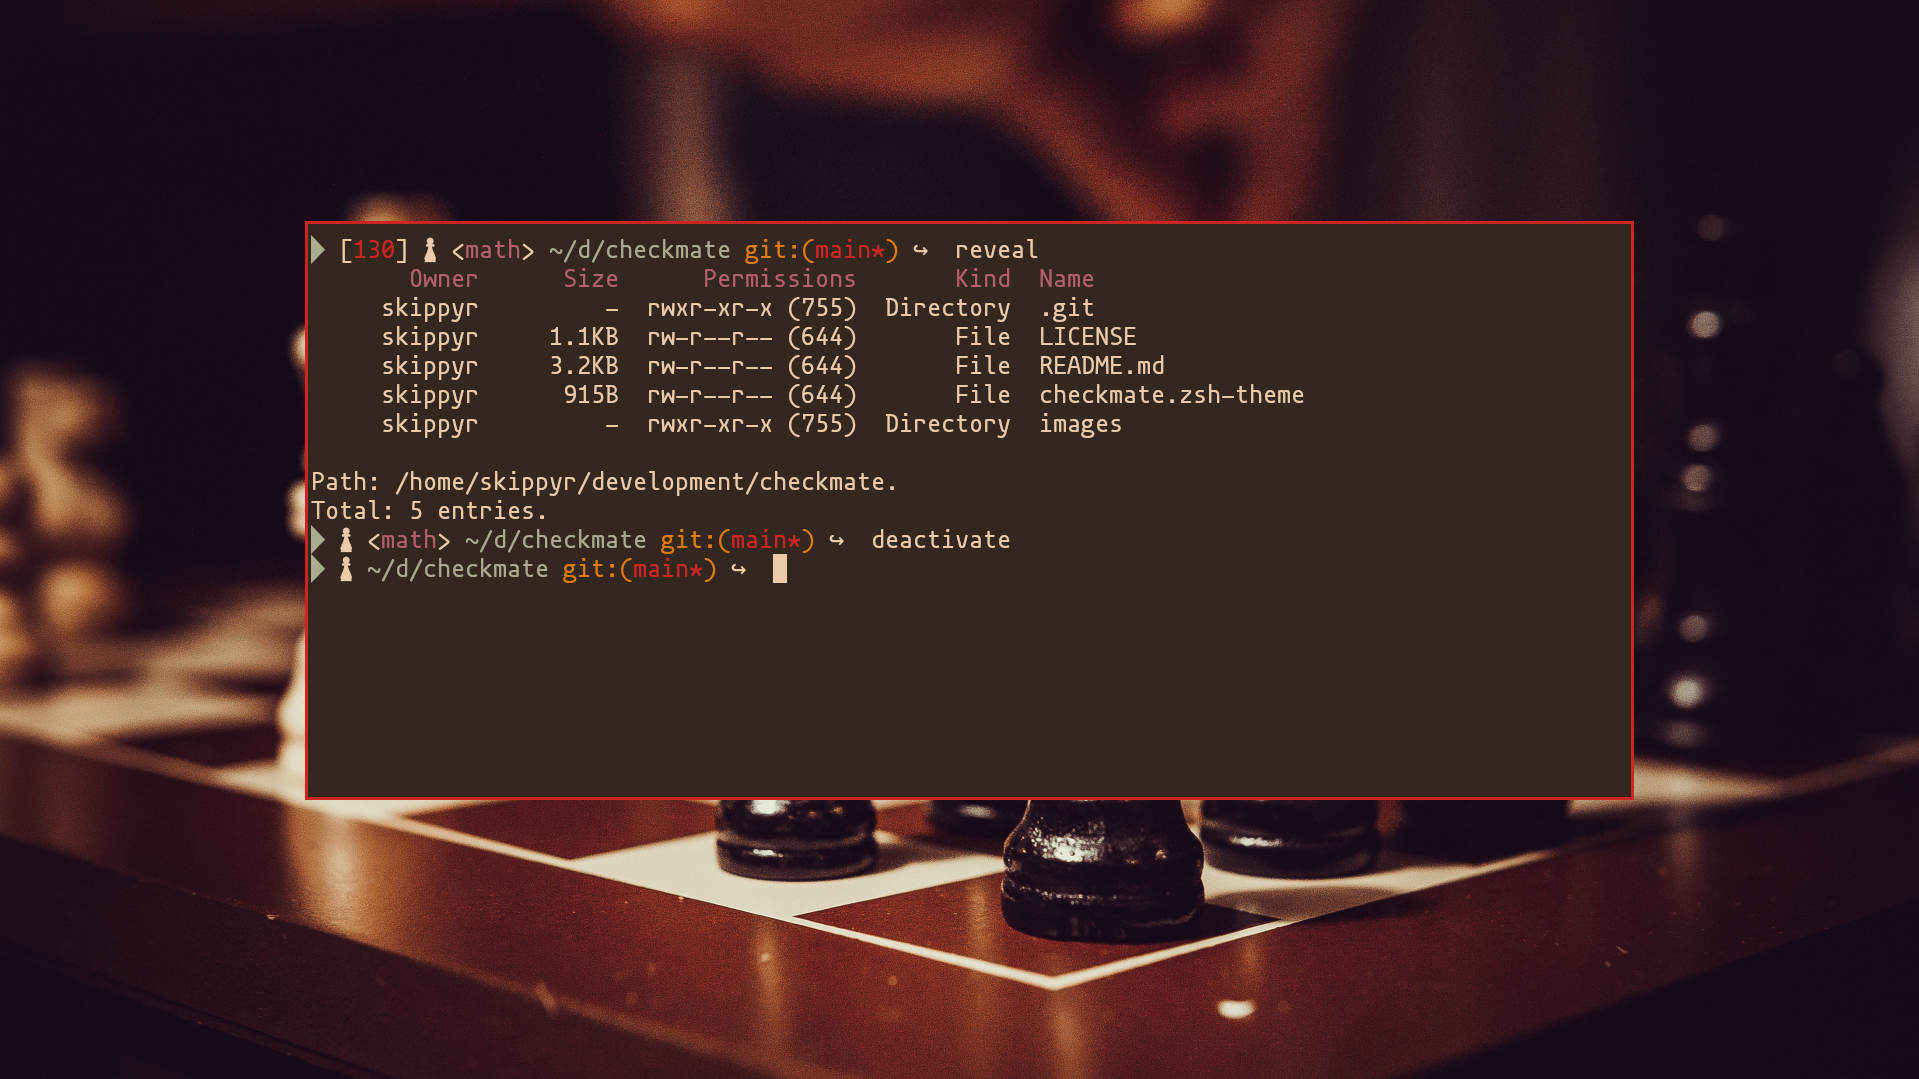 [130] ♟ <math> ~/d/checkmate git:(main★) ↪ reveal
Owner Size Permissions Kind Name
skippyr - rwxr-xr-x (755) Directory .git
skippyr 1.1KB rw-r--r-- (644) File LICENSE
skippyr 3.2KB rw-r--r-- (644) File README.md
skippyr 915B rw-r--r-- (644) File checkmate.zsh-theme
skippyr - rwxr-xr-x (755) Directory images
Path: /home/skippyr/development/checkmate.
Total: 5 entries.
♟ <math> ~/d/checkmate git:(main★) ↪ deactivate
♟ ~/d/checkmate git:(main★) ↪